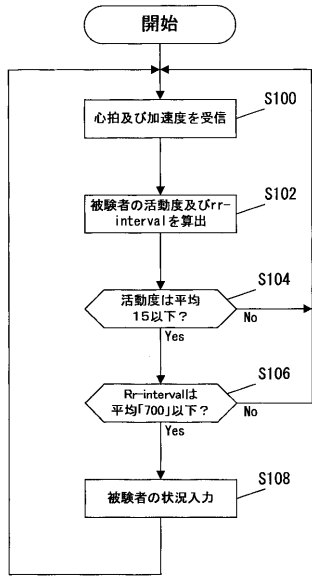 開始
S100
心拍及び加速度を受信
S102
被験者の活動度及びrr-
intervalを算出
S104
活動度は平均
15以下？
No
Yes
S106
Rr-intervalは
平均「700」以下？
No
Yes
S108
被験者の状況入力